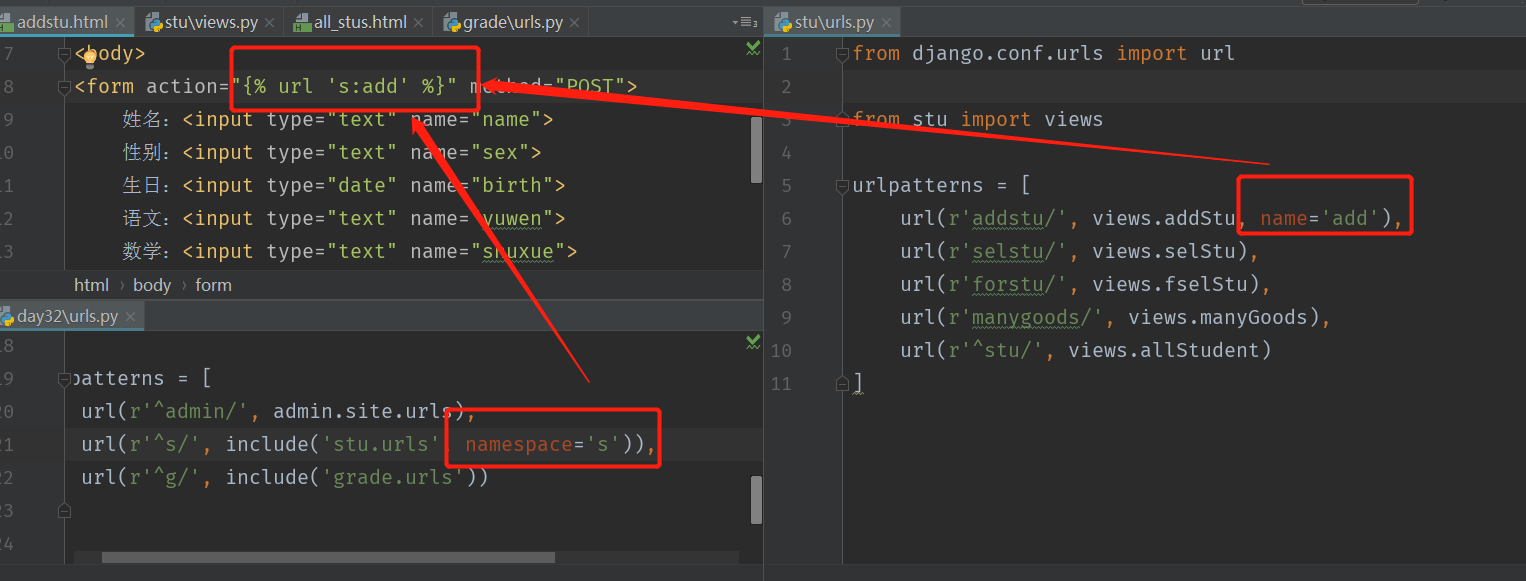 addstu.html
stu\views.py
all_stus.html
grade\urls.py
7 <body>
8 <form action="{% url 's:add' %}" method="POST">
9 姓名：<input type="text" name="name">
0 性别：<input type="text" name="sex">
1 生日：<input type="date" name="birth">
2 语文：<input type="text" name="yuwen">
3 数学：<input type="text" name="shuxue">
html › body › form
day32\urls.py
18
19 patterns = [
20 url(r'^admin/', admin.site.urls),
21 url(r'^s/', include('stu.urls', namespace='s')),
22 url(r'^g/', include('grade.urls'))
23
24
stu\urls.py
1 from django.conf.urls import url
2
3 from stu import views
4
5 urlpatterns = [
6 url(r'addstu/', views.addStu, name='add'),
7 url(r'selstu/', views.selStu),
8 url(r'forstu/', views.fselStu),
9 url(r'manygoods/', views.manyGoods),
10 url(r'^stu/', views.allStudent)
11 ]